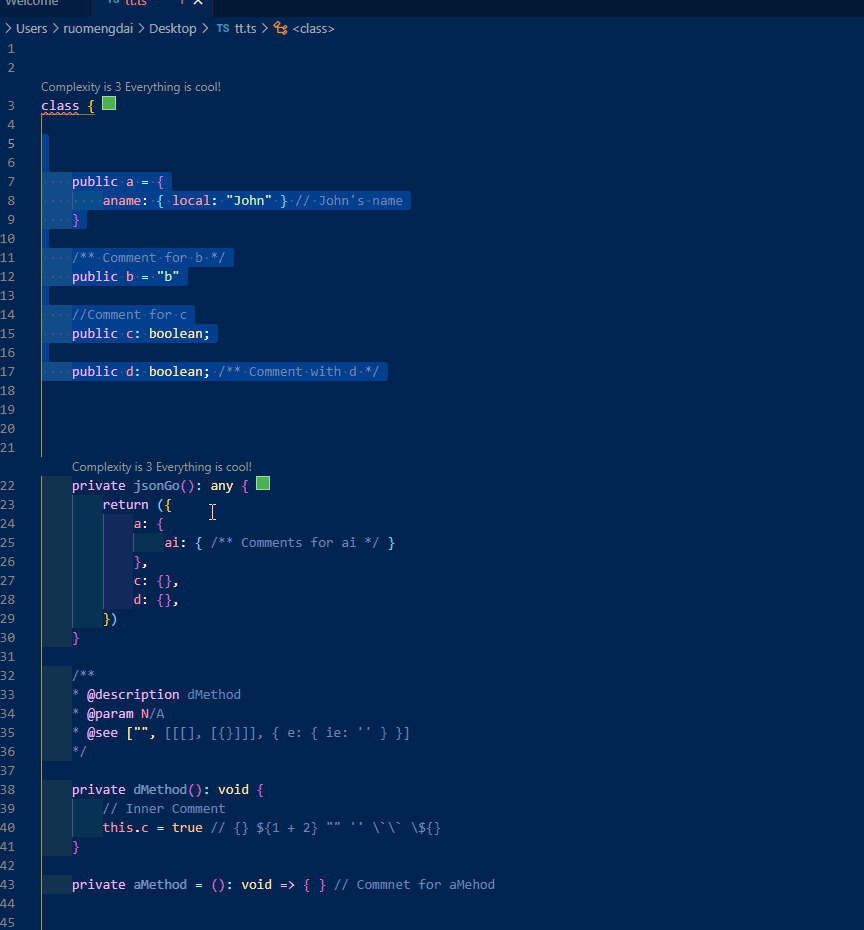 Welcome TS tt.ts 1
> Users > ruomengdai > Desktop > TS tt.ts > <class>
1
2
Complexity is 3 Everything is cool!
3 class {
4
5
6
7 ····public·a·=·{
8 ········aname:·{·local:·"John"·}·//·John's·name
9 ····}
10
11 ····/**·Comment·for·b·*/
12 ····public·b·=·"b"
13
14 ····//Comment·for·c
15 ····public·c:·boolean;
16
17 ····public·d:·boolean;·/**·Comment·with·d·*/
18
19
20
21
Complexity is 3 Everything is cool!
22 private jsonGo(): any {
23 return ({
24 a: {
25 ai: { /** Comments for ai */ }
26 },
27 c: {},
28 d: {},
29 })
30 }
31
32 /**
33 * @description dMethod
34 * @param N/A
35 * @see ["", [[[], [{}]]], { e: { ie: '' } }]
36 */
37
38 private dMethod(): void {
39 // Inner Comment
40 this.c = true // {} ${1 + 2} "" '' \`\` \${}
41 }
42
43 private aMethod = (): void => { } // Commnet for aMehod
44
45